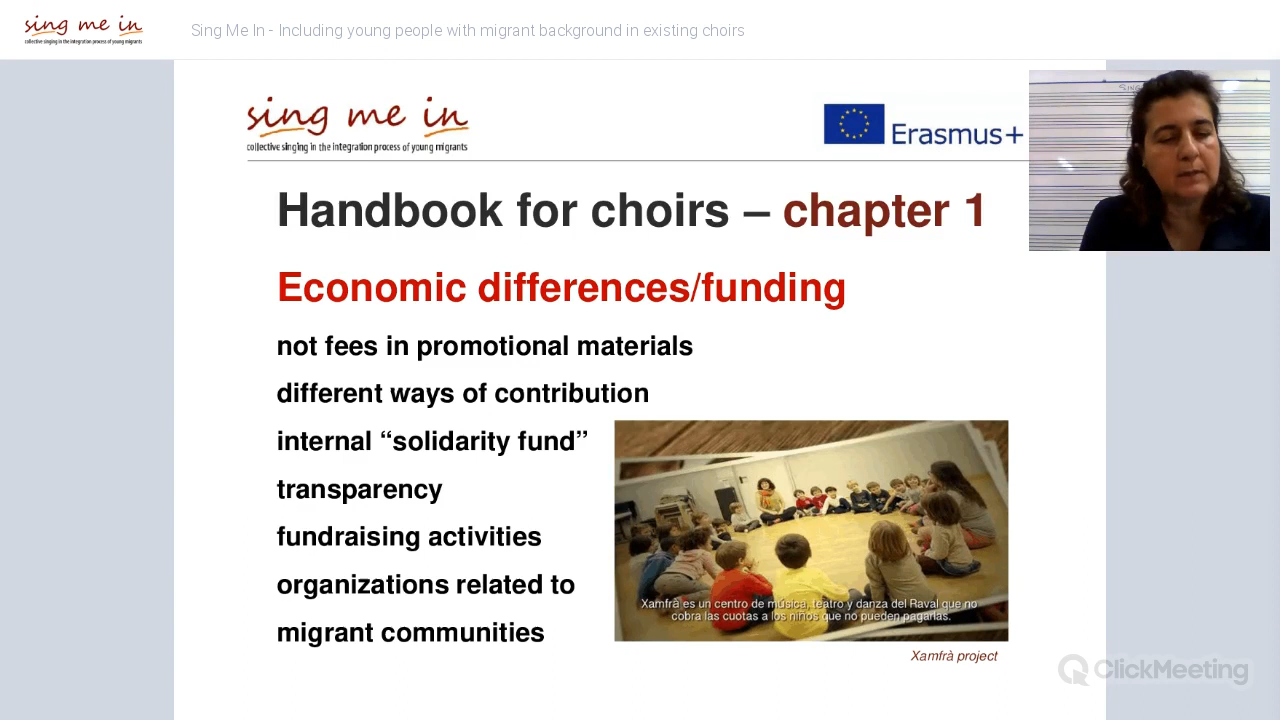 sing me in
collective singing in the integration process of young migrants
Sing Me In - Including young people with migrant background in existing choirs
sing me in
collective singing in the integration process of young migrants
Erasmus+
Handbook for choirs – chapter 1
Economic differences/funding
not fees in promotional materials
different ways of contribution
internal “solidarity fund”
transparency
fundraising activities
organizations related to
migrant communities
Xamfrà es un centro de música, teatro y danza del Raval que no
cobra las cuotas a los niños que no pueden pagarlas.
Xamfrà project
ClickMeeting